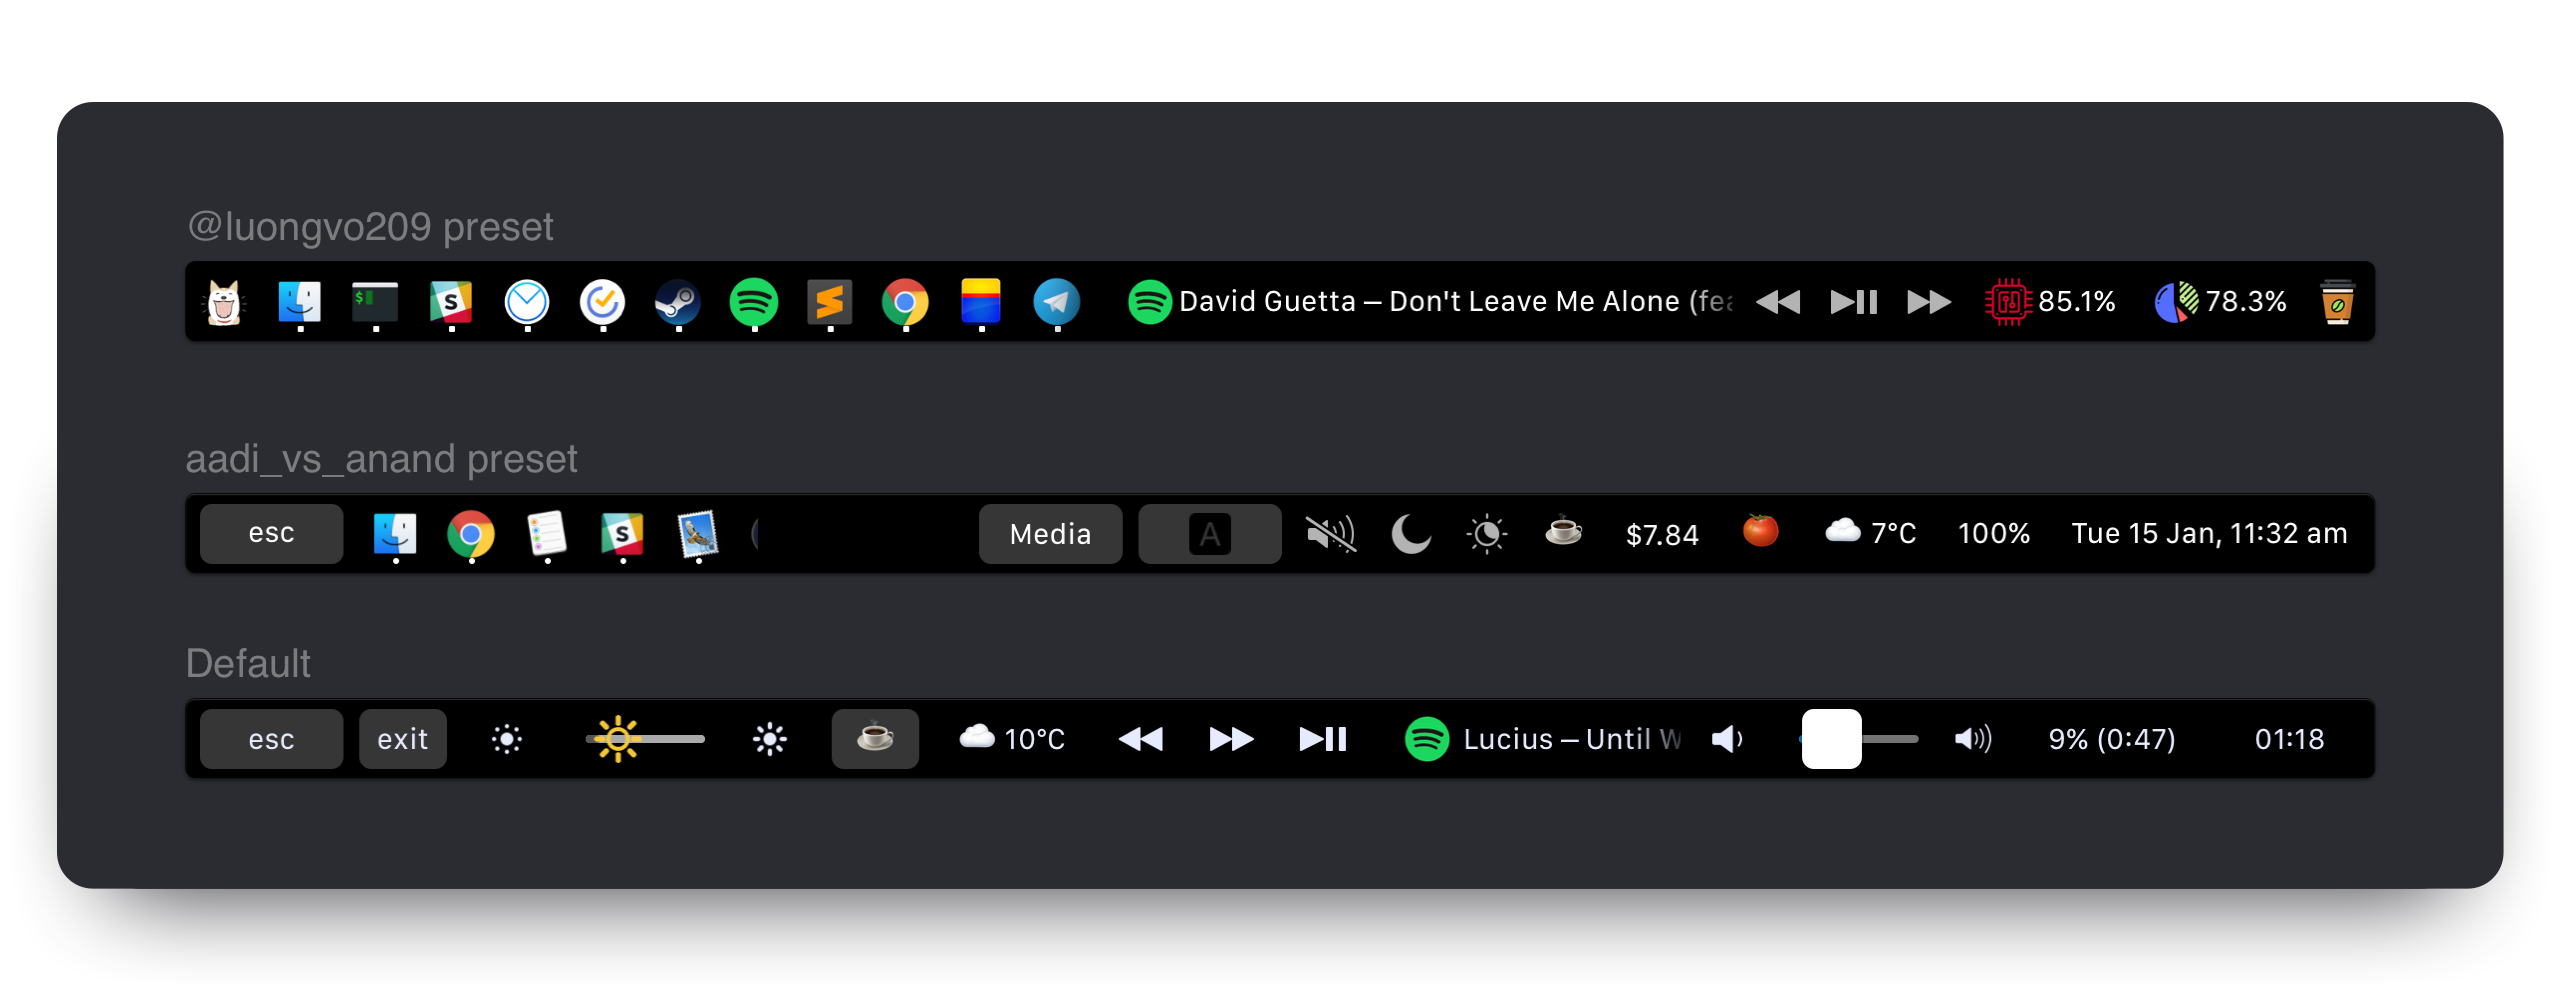 @luongvo209 preset
$ S David Guetta – Don't Leave Me Alone (fea 85.1% 78.3%
aadi_vs_anand preset
esc S Media A $7.84 7°C 100% Tue 15 Jan, 11:32 am
Default
esc exit 10°C Lucius – Until W 9% (0:47) 01:18